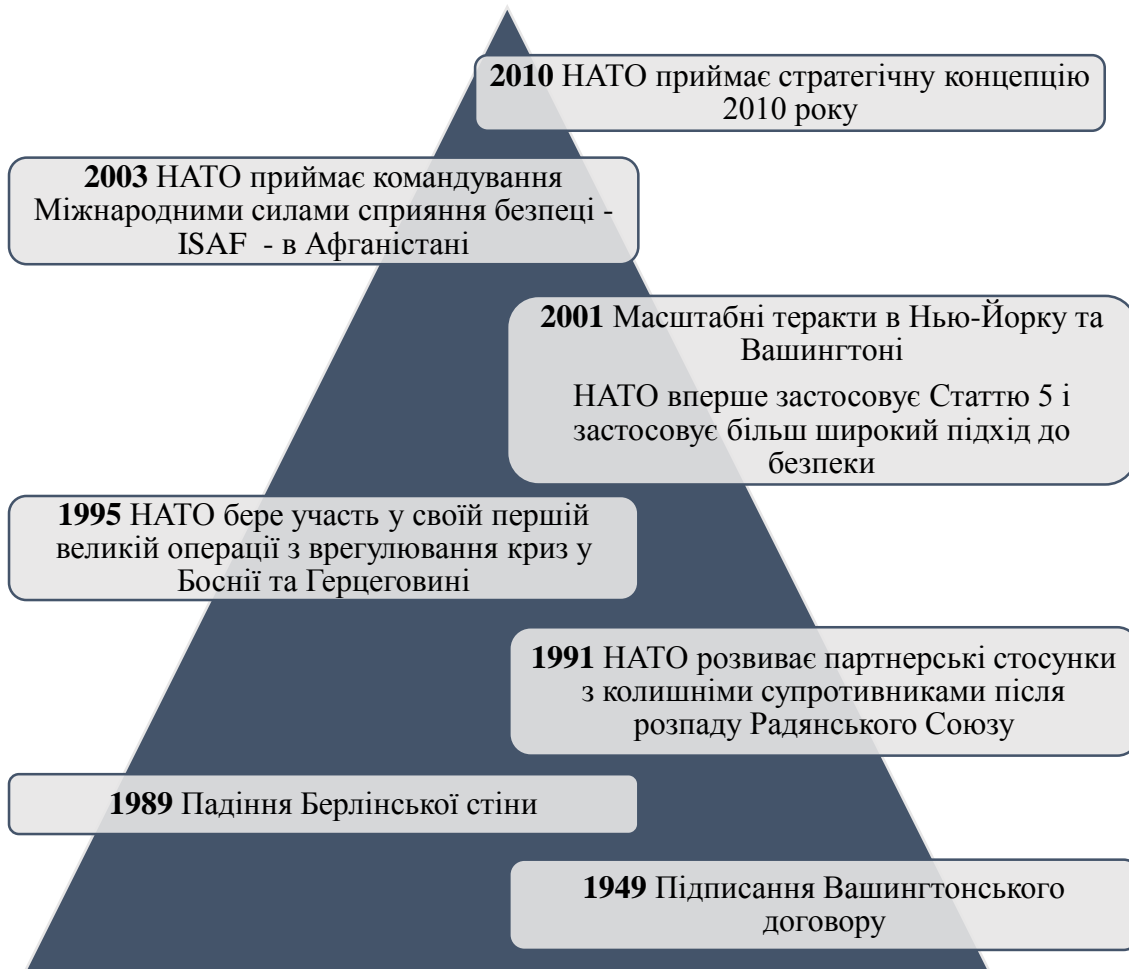 2010 НАТО приймає стратегічну концепцію
2010 року
2003 НАТО приймає командування
Міжнародними силами сприяння безпеці -
ISAF - в Афганістані
2001 Масштабні теракти в Нью-Йорку та
Вашингтоні
НАТО вперше застосовує Статтю 5 і
застосовує більш широкий підхід до
безпеки
1995 НАТО бере участь у своїй першій
великій операції з врегулювання криз у
Боснії та Герцеговині
1991 НАТО розвиває партнерські стосунки
з колишніми супротивниками після
розпаду Радянського Союзу
1989 Падіння Берлінської стіни
1949 Підписання Вашингтонського
договору